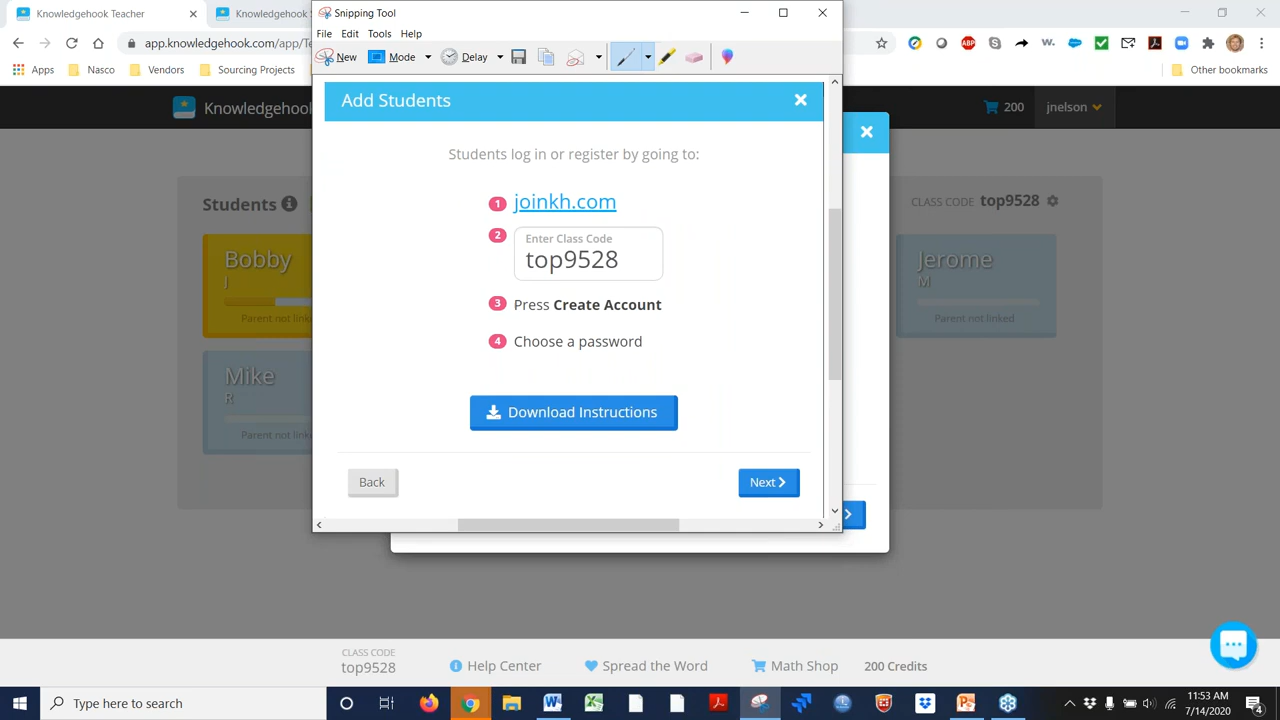 Knowledgehook Teacher
Knowledgehook
Snipping Tool
app.knowledgehook.com/app/Te
File Edit Tools Help
New Mode Delay
Apps Nasco Vendors Sourcing Projects
Other bookmarks
Knowledgehook
200 jnelson
Add Students
Students log in or register by going to:
1 joinkh.com
2 Enter Class Code
top9528
3 Press Create Account
4 Choose a password
Download Instructions
Back Next
Students
CLASS CODE top9528
Bobby
J
Parent not linked
Jerome
M
Parent not linked
Mike
R
Parent not linked
CLASS CODE
top9528
Help Center Spread the Word Math Shop 200 Credits
Type here to search
11:53 AM
7/14/2020
4